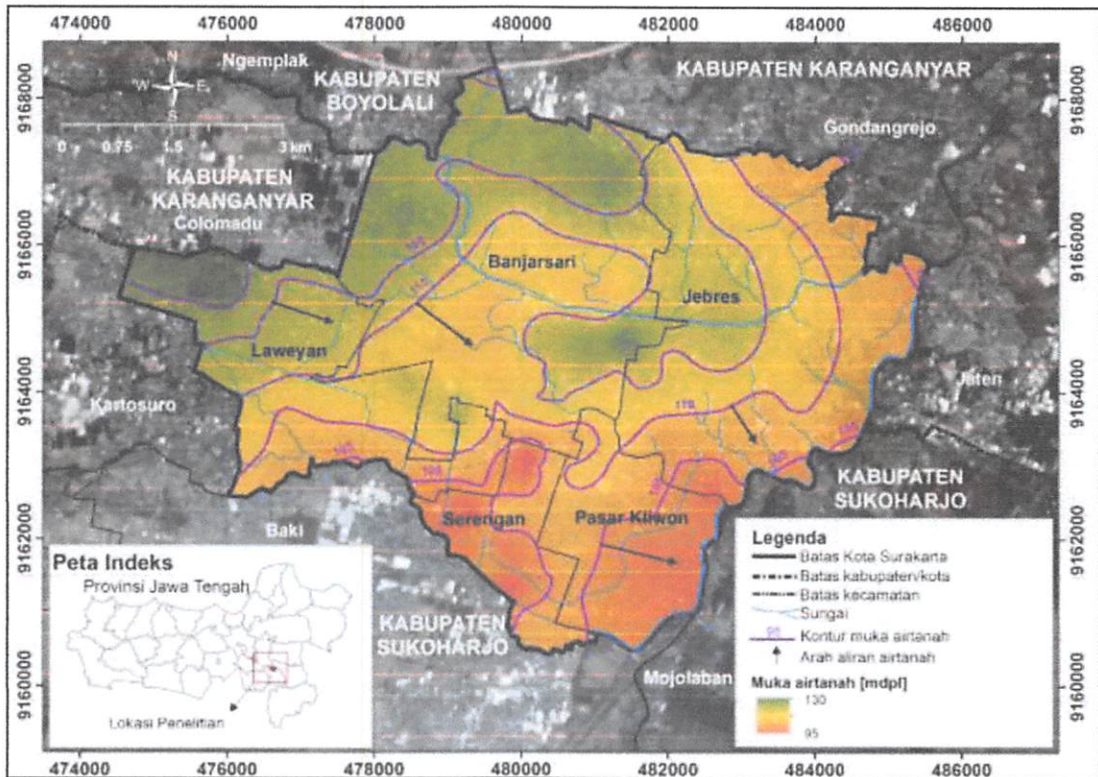 474000 476000 478000 480000 482000 484000 486000
9168000
9166000
9164000
9162000
9160000
9168000
9166000
9164000
9162000
9160000
N
W E
S
0 0.75 1.5 3 km
Ngemplak
KABUPATEN
BOYOLALI
KABUPATEN KARANGANYAR
Gondangrejo
KABUPATEN
KARANGANYAR
Colomadu
Banjarsari
Jebres
Laweyan
Kartosuro
Jaten
KABUPATEN
SUKOHARJO
Baki
Serengan
Pasar Kliwon
KABUPATEN
SUKOHARJO
Mojolaban
Peta Indeks
Provinsi Jawa Tengah
Lokasi Penelitian
Legenda
Batas Kota Surakarta
Batas kabupaten/kota
Batas kecamatan
Sungai
Kontur muka airtanah
Arah aliran airtanah
Muka airtanah [mdpl]
130
95
474000 476000 478000 480000 482000 484000 486000